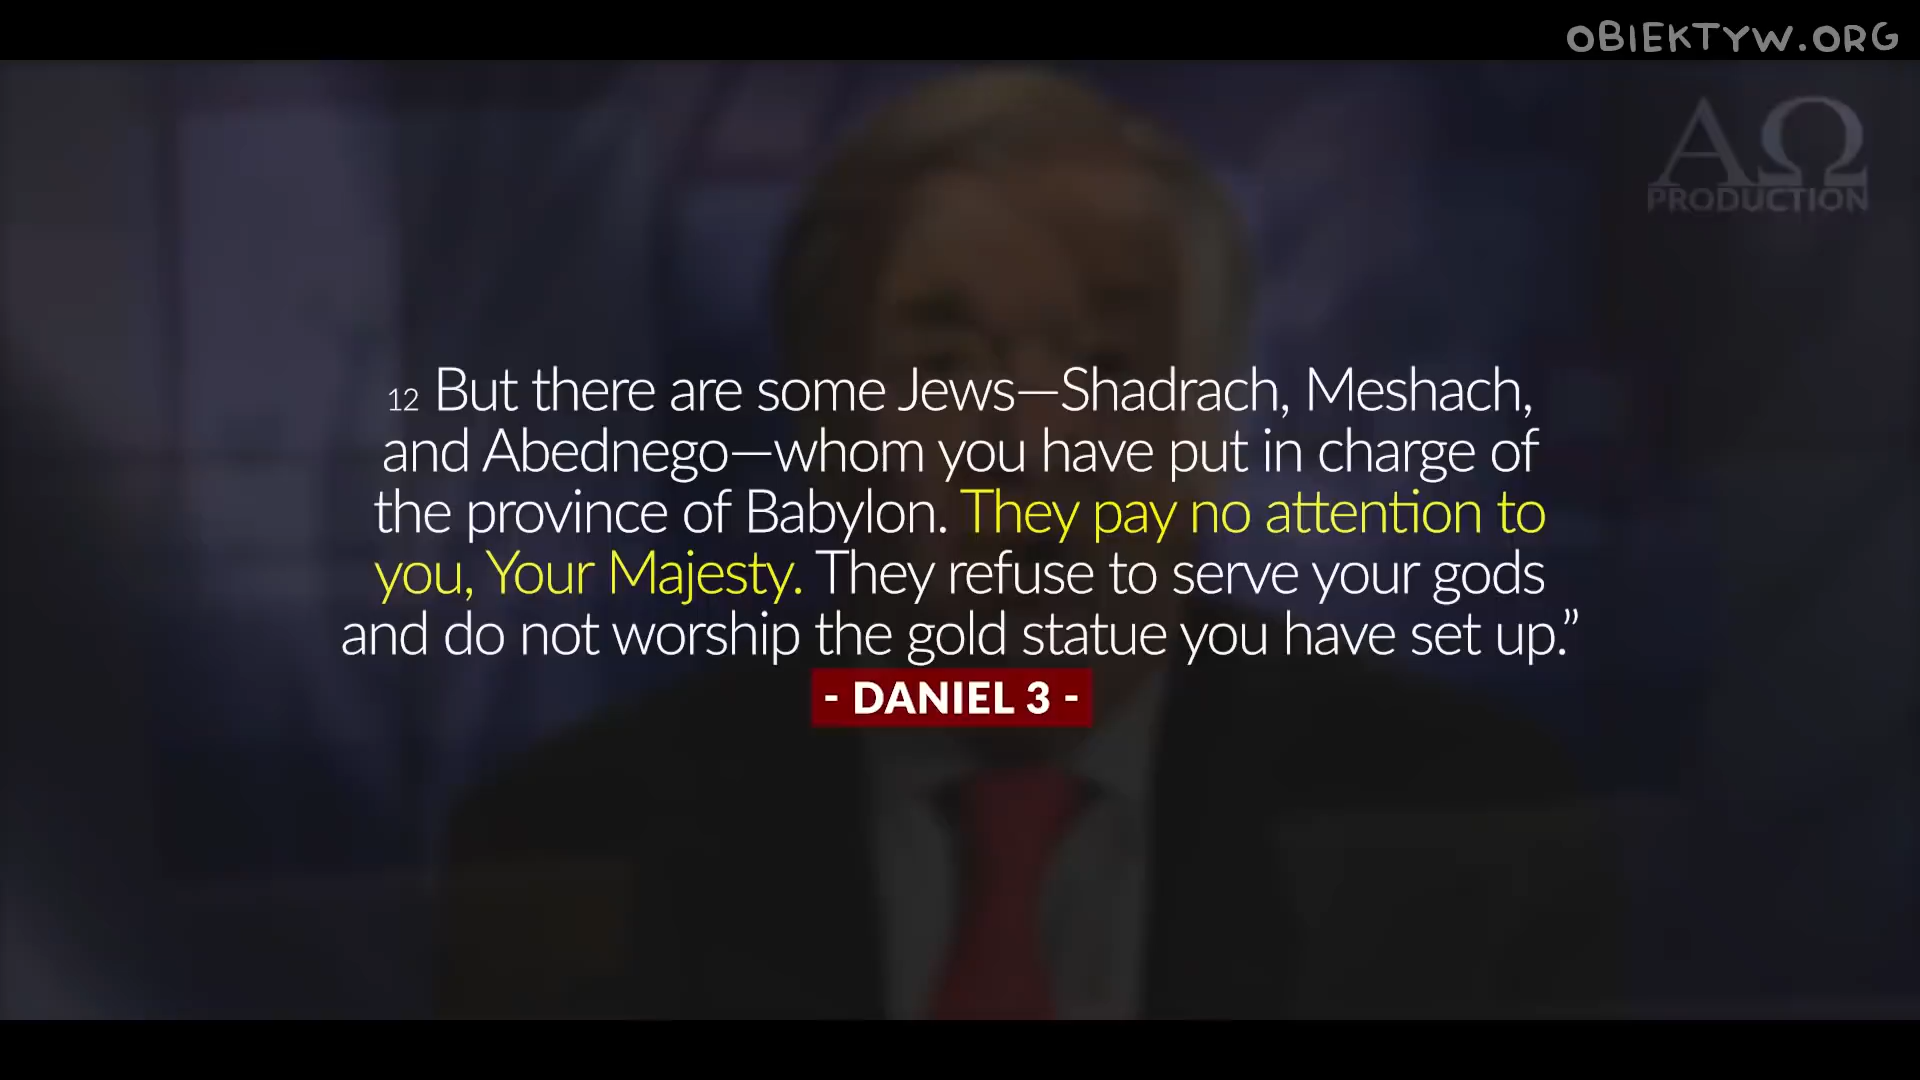 OBIEKTYW.ORG
ΑΩ
PRODUCTION
12 But there are some Jews—Shadrach, Meshach,
and Abednego—whom you have put in charge of
the province of Babylon. They pay no attention to
you, Your Majesty. They refuse to serve your gods
and do not worship the gold statue you have set up.”
- DANIEL 3 -